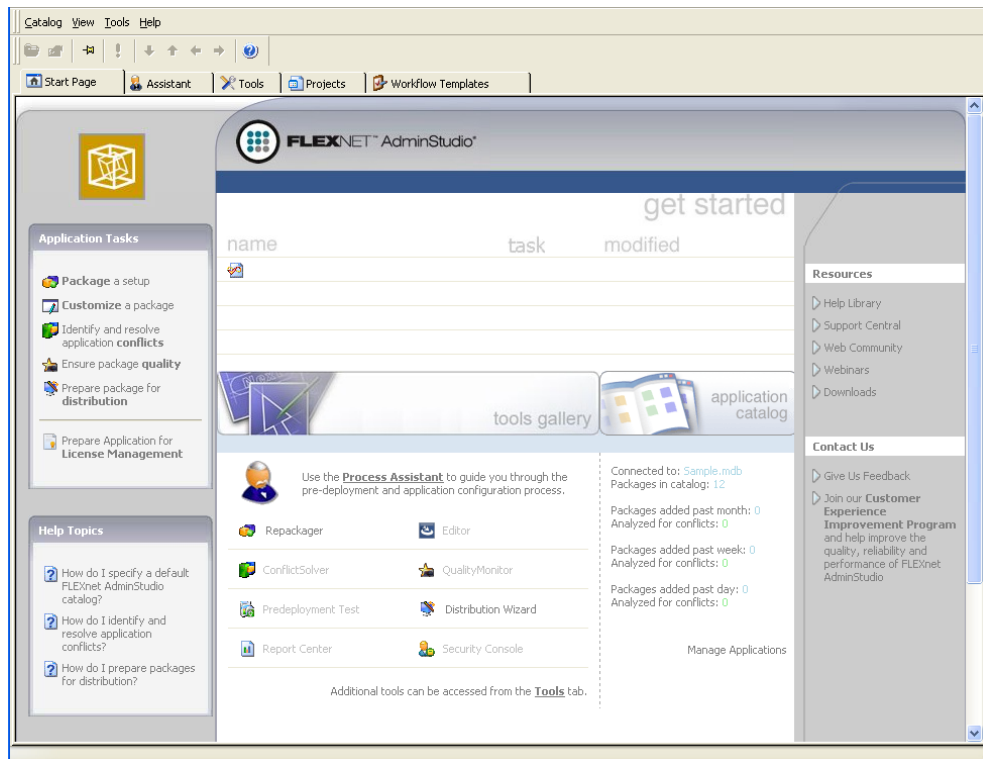 Catalog View Tools Help
Start Page Assistant Tools Projects Workflow Templates
FLEXNET™ AdminStudio®
get started
name task modified
Application Tasks
Package a setup
Customize a package
Identify and resolve
application conflicts
Ensure package quality
Prepare package for
distribution
Prepare Application for
License Management
Help Topics
How do I specify a default
FLEXnet AdminStudio
catalog?
How do I identify and
resolve application
conflicts?
How do I prepare packages
for distribution?
tools gallery
application
catalog
Use the Process Assistant to guide you through the
pre-deployment and application configuration process.
Repackager Editor
ConflictSolver QualityMonitor
Predeployment Test Distribution Wizard
Report Center Security Console
Additional tools can be accessed from the Tools tab.
Connected to: Sample.mdb
Packages in catalog: 12
Packages added past month: 0
Analyzed for conflicts: 0
Packages added past week: 0
Analyzed for conflicts: 0
Packages added past day: 0
Analyzed for conflicts: 0
Manage Applications
Resources
Help Library
Support Central
Web Community
Webinars
Downloads
Contact Us
Give Us Feedback
Join our Customer
Experience
Improvement Program
and help improve the
quality, reliability and
performance of FLEXnet
AdminStudio